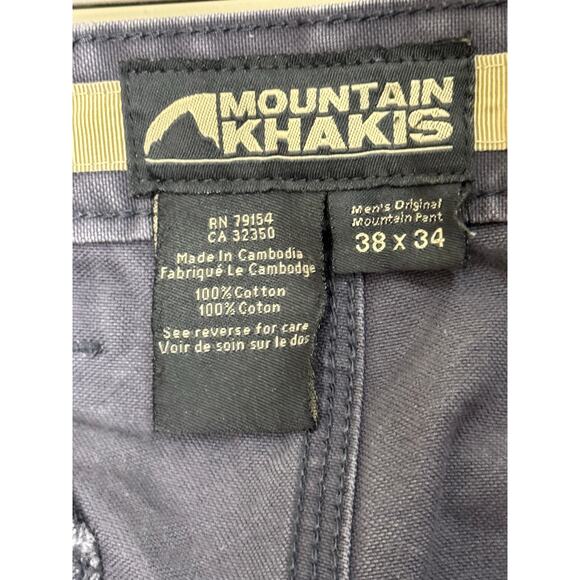 MOUNTAIN
KHAKIS
RN 79154
CA 32350
Made in Cambodia
Fabriqué Le Cambodge
100% Cotton
100% Coton
See reverse for care
Voir de soin sur le dos
Men's Original
Mountain Pant
38 x 34